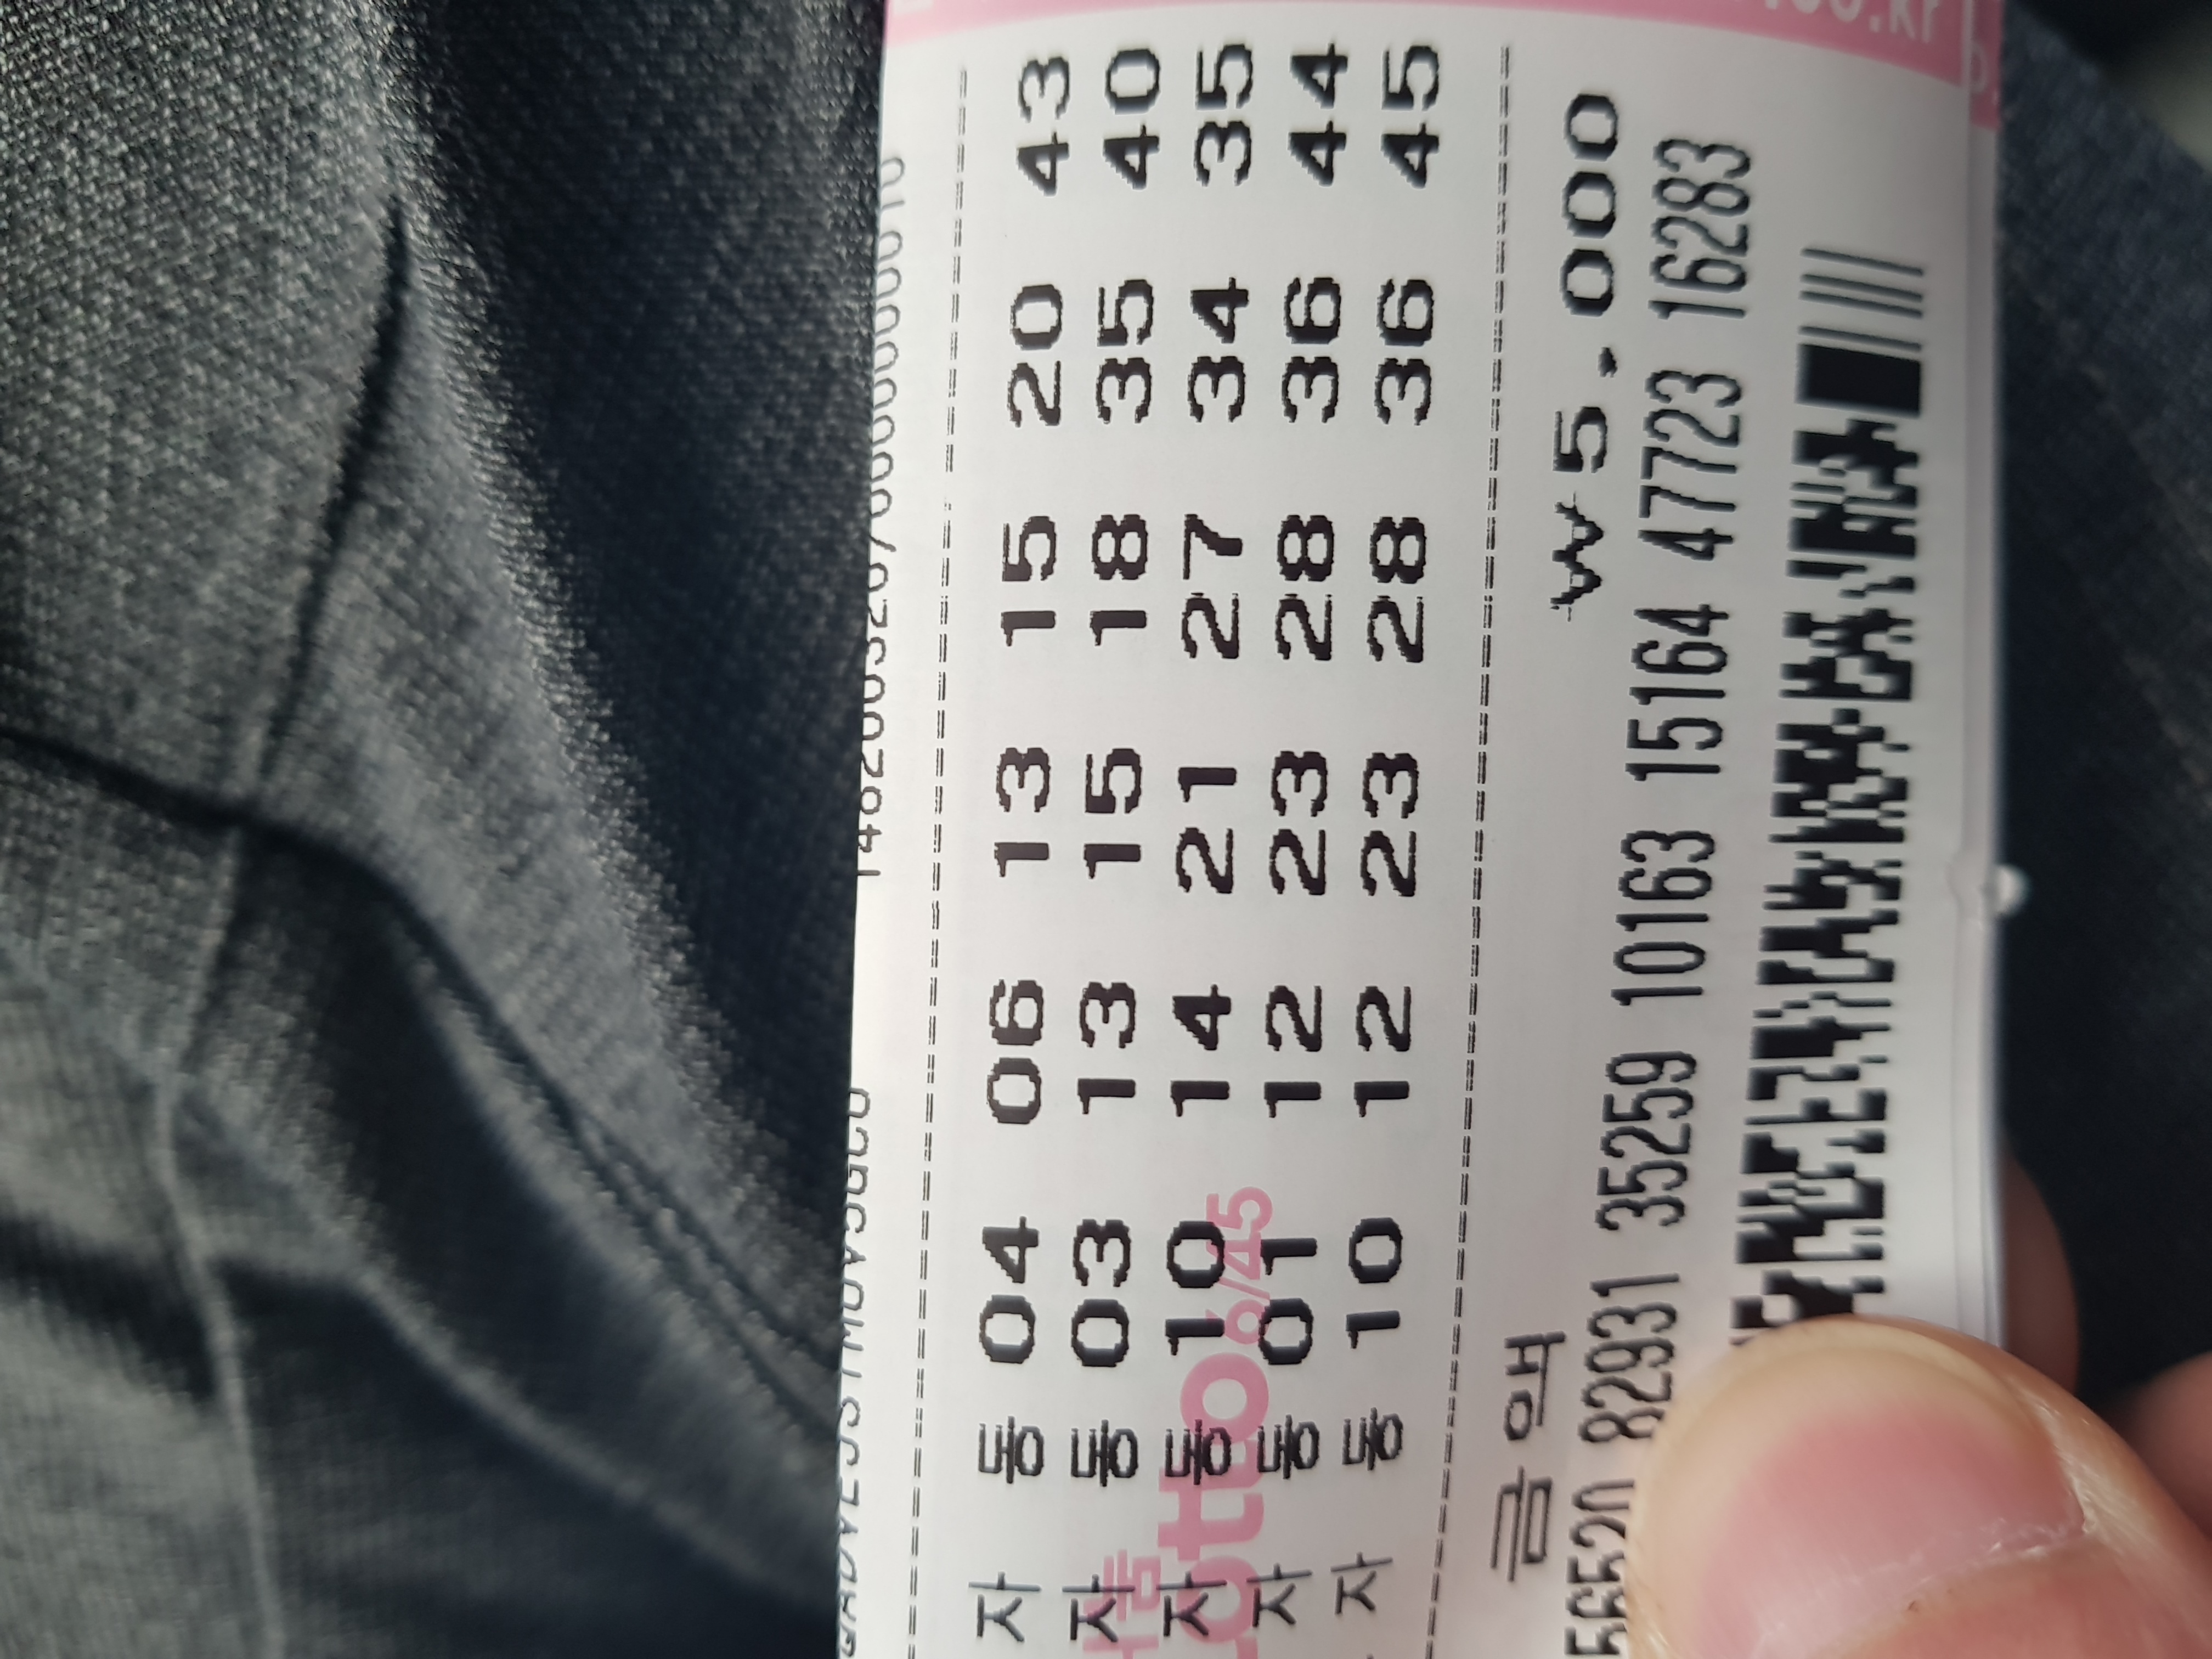 자 동 04 06 13 15 20 43
자 동 03 13 15 18 35 40
자 동 10 14 21 27 34 35
자 동 01 12 23 28 36 44
자 동 10 12 23 28 36 45
Lotto 6/45
금액 ₩5,000
56520 82931 35259 10163 15164 47723 16283